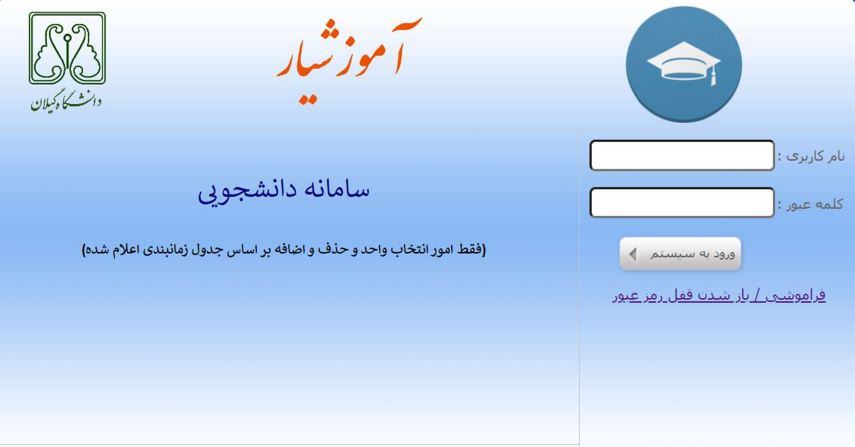 آموزشیار
دانشگاه گیلان
نام کاربری :
کلمه عبور :
ورود به سیستم
فراموشی / باز شدن قفل رمز عبور
سامانه دانشجویی
(فقط امور انتخاب واحد و حذف و اضافه بر اساس جدول زمانبندی اعلام شده)